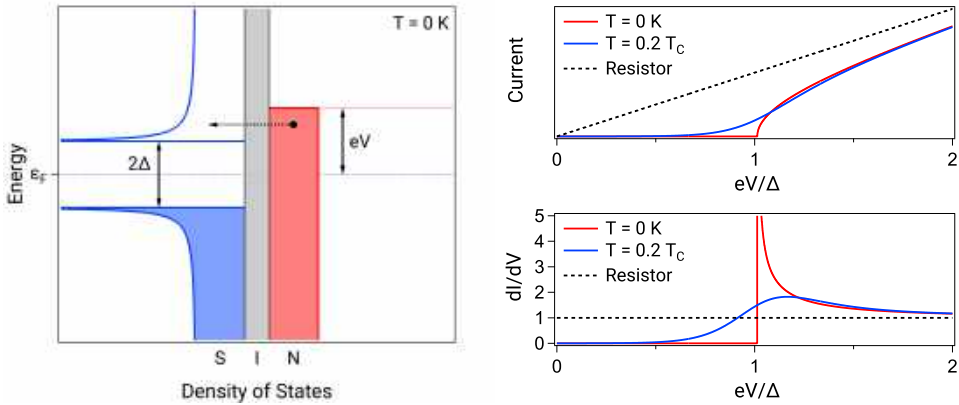 T = 0 K
Energy
ε_F
2Δ
eV
S I N
Density of States
Current
T = 0 K
T = 0.2 T_C
Resistor
0 1 2
eV/Δ
dI/dV
5
4
3
2
1
0
T = 0 K
T = 0.2 T_C
Resistor
0 1 2
eV/Δ